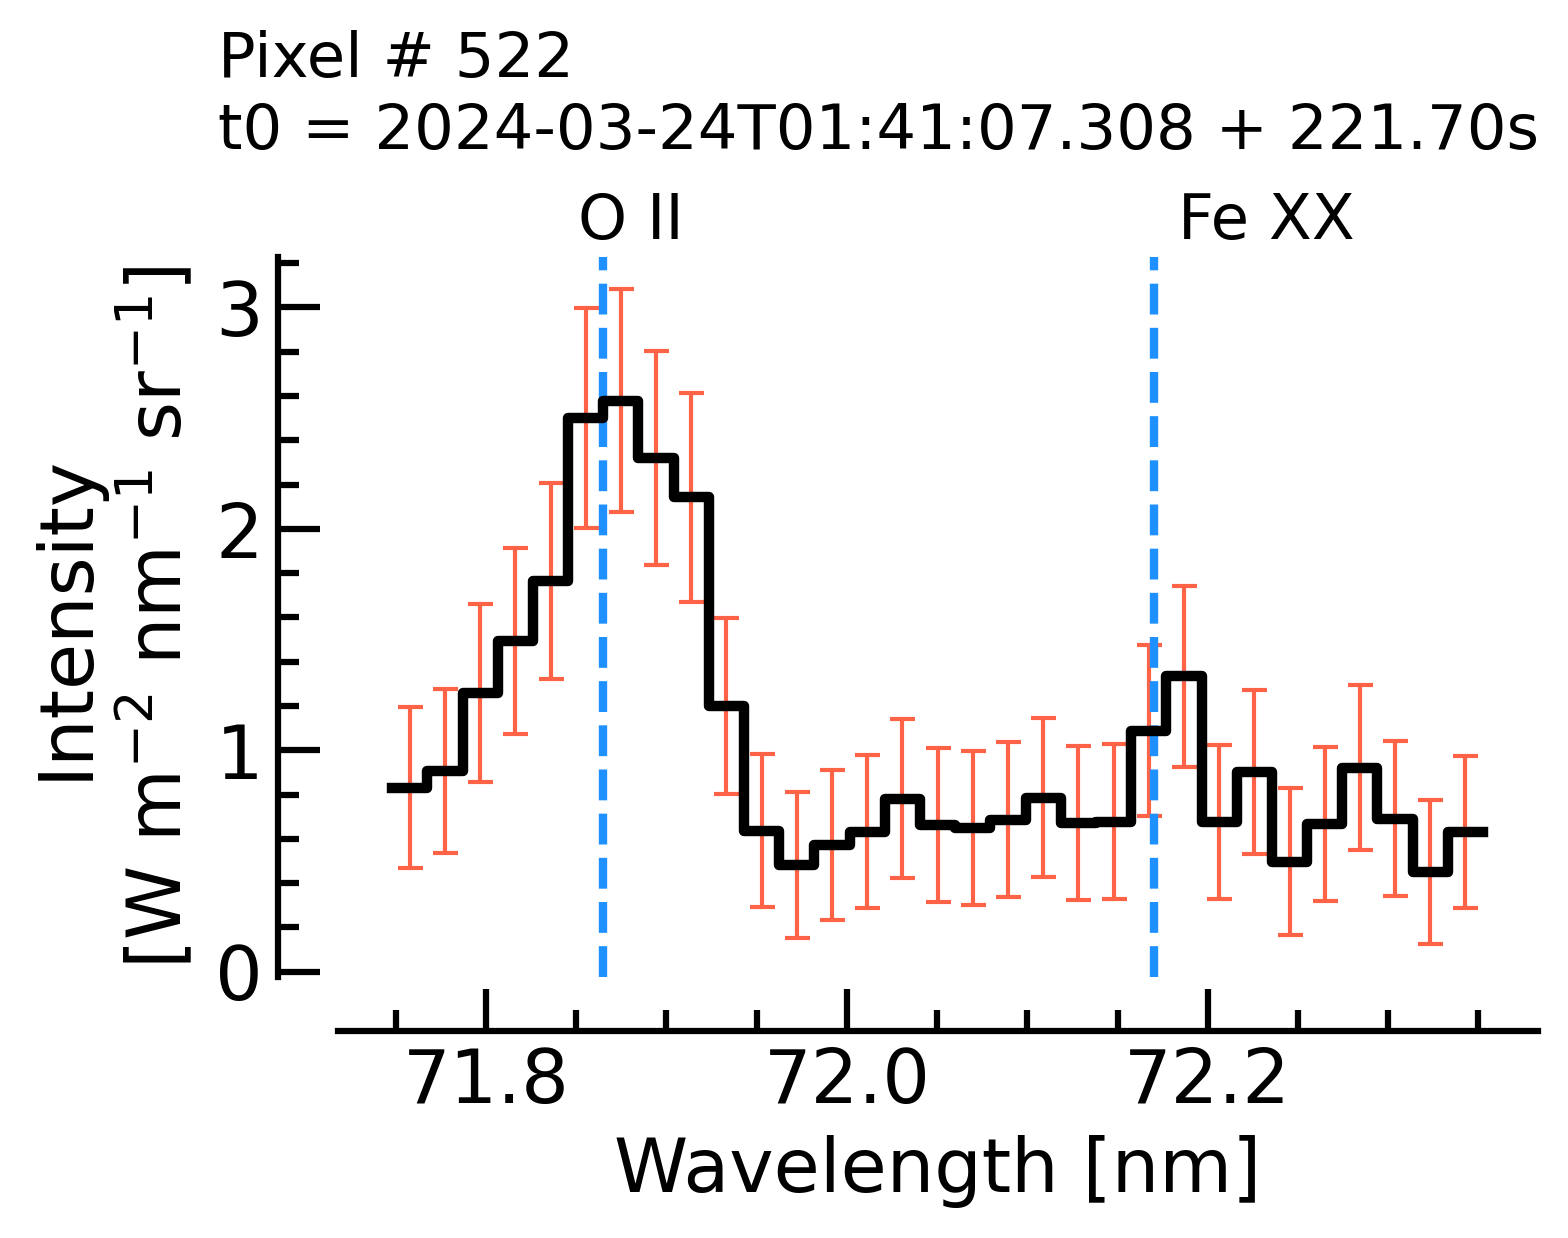 Pixel # 522
t0 = 2024-03-24T01:41:07.308 + 221.70s
O II Fe XX
Intensity
[W m⁻² nm⁻¹ sr⁻¹]
3
2
1
0
71.8 72.0 72.2
Wavelength [nm]